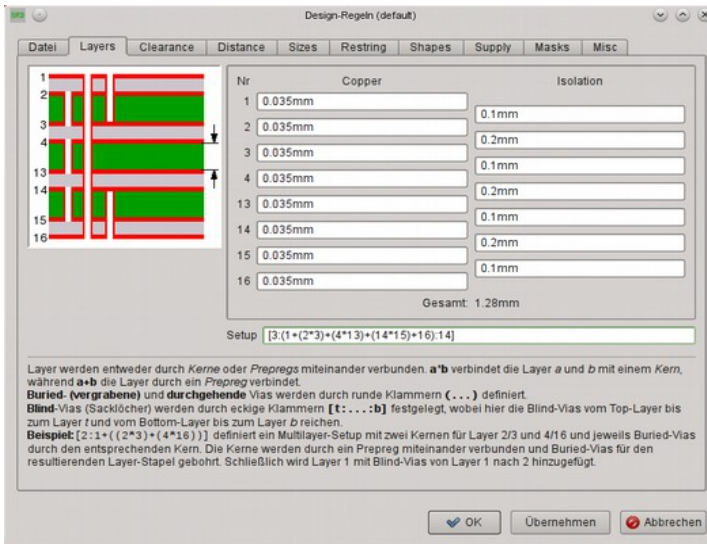 Design-Regeln (default)
Datei Layers Clearance Distance Sizes Restring Shapes Supply Masks Misc
1
2
3
4
13
14
15
16
Nr Copper Isolation
1 0.035mm
0.1mm
2 0.035mm
0.2mm
3 0.035mm
0.1mm
4 0.035mm
0.2mm
13 0.035mm
0.1mm
14 0.035mm
0.2mm
15 0.035mm
0.1mm
16 0.035mm
Gesamt: 1.28mm
Setup [3:(1+(2*3)+(4*13)+(14*15)+16):14]
Layer werden entweder durch Kerne oder Prepregs miteinander verbunden. a*b verbindet die Layer a und b mit einem Kern,
während a+b die Layer durch ein Prepreg verbindet.
Buried- (vergrabene) und durchgehende Vias werden durch runde Klammern (...) definiert.
Blind-Vias (Sacklöcher) werden durch eckige Klammern [t:...:b] festgelegt, wobei hier die Blind-Vias vom Top-Layer bis
zum Layer t und vom Bottom-Layer bis zum Layer b reichen.
Beispiel: [2:1+((2*3)+(4*16))] definiert ein Multilayer-Setup mit zwei Kernen für Layer 2/3 und 4/16 und jeweils Buried-Vias
durch den entsprechenden Kern. Die Kerne werden durch ein Prepreg miteinander verbunden und Buried-Vias für den
resultierenden Layer-Stapel gebohrt. Schließlich wird Layer 1 mit Blind-Vias von Layer 1 nach 2 hinzugefügt.
OK Übernehmen Abbrechen